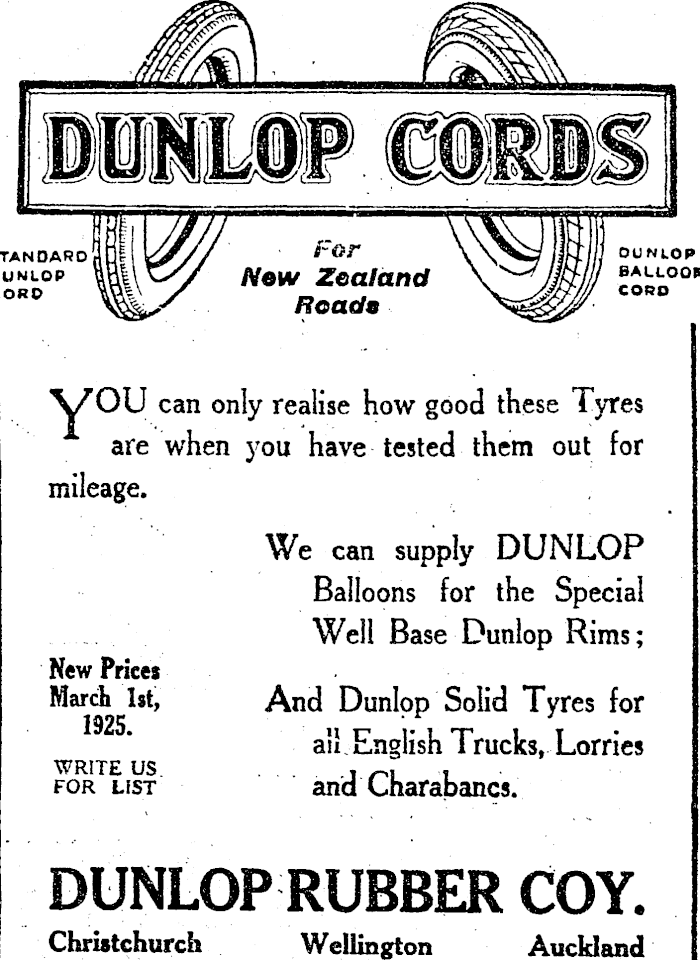 DUNLOP CORDS
TANDARD
UNLOP
ORD
For
New Zealand
Roads
DUNLOP
BALLOON
CORD
YOU can only realise how good these Tyres
are when you have tested them out for
mileage.
We can supply DUNLOP
Balloons for the Special
Well Base Dunlop Rims;
New Prices
March 1st,
1925.
WRITE US
FOR LIST
And Dunlop Solid Tyres for
all English Trucks, Lorries
and Charabancs.
DUNLOP RUBBER COY.
Christchurch Wellington Auckland